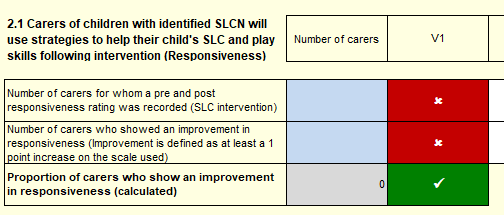 2.1 Carers of children with identified SLCN will
use strategies to help their child's SLC and play
skills following intervention (Responsiveness)
Number of carers
V1
Number of carers for whom a pre and post
responsiveness rating was recorded (SLC intervention)
Number of carers who showed an improvement in
responsiveness (Improvement is defined as at least a 1
point increase on the scale used)
Proportion of carers who show an improvement
in responsiveness (calculated)
0